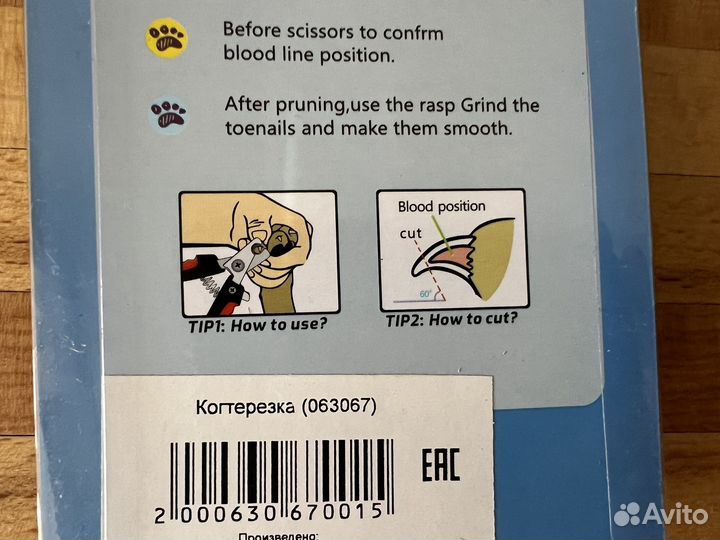 Before scissors to confrm
blood line position.
After pruning,use the rasp Grind the
toenails and make them smooth.
Blood position
cut
60°
TIP1: How to use?
TIP2: How to cut?
Когтерезка (063067)
EAC
2 000630 670015
Произведено:
Avito